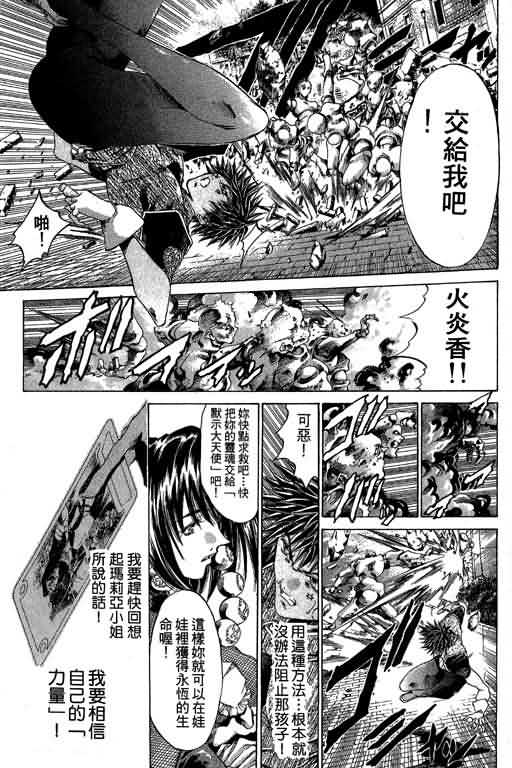 交給我吧
！
啪！
火炎香!!
可惡！
妳快點求救吧…快
把妳的靈魂交給「
默示大天使」吧！
用這種方法…根本就
沒辦法阻止那孩子！
這樣妳就可以在娃
娃裡獲得永恆的生
命喔！
我要趕快回想
起瑪莉亞小姐
所說的話！
我要相信
自己的「
力量」！